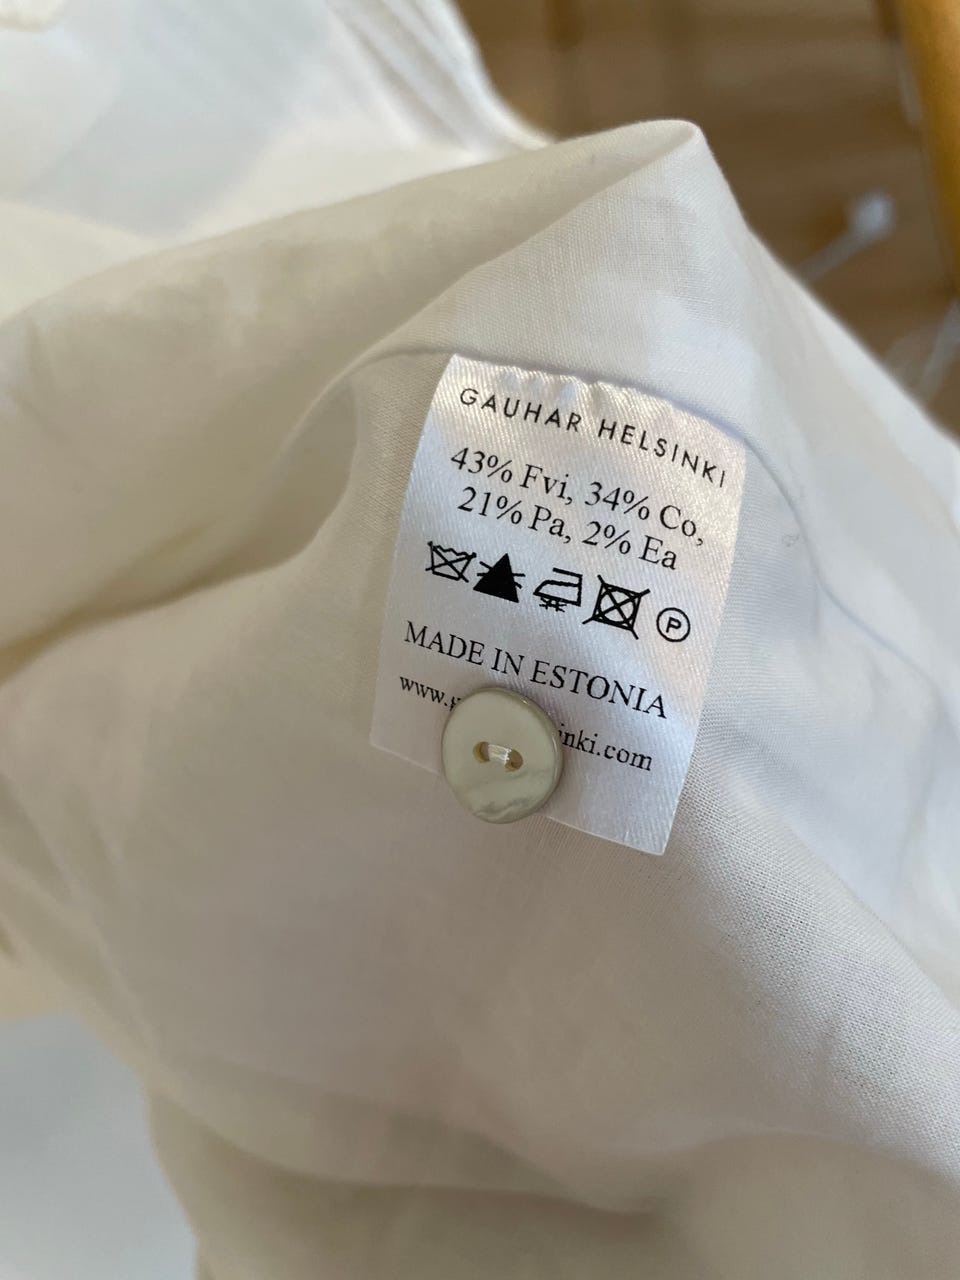 GAUHAR HELSINKI
43% Fvi, 34% Co,
21% Pa, 2% Ea
P
MADE IN ESTONIA